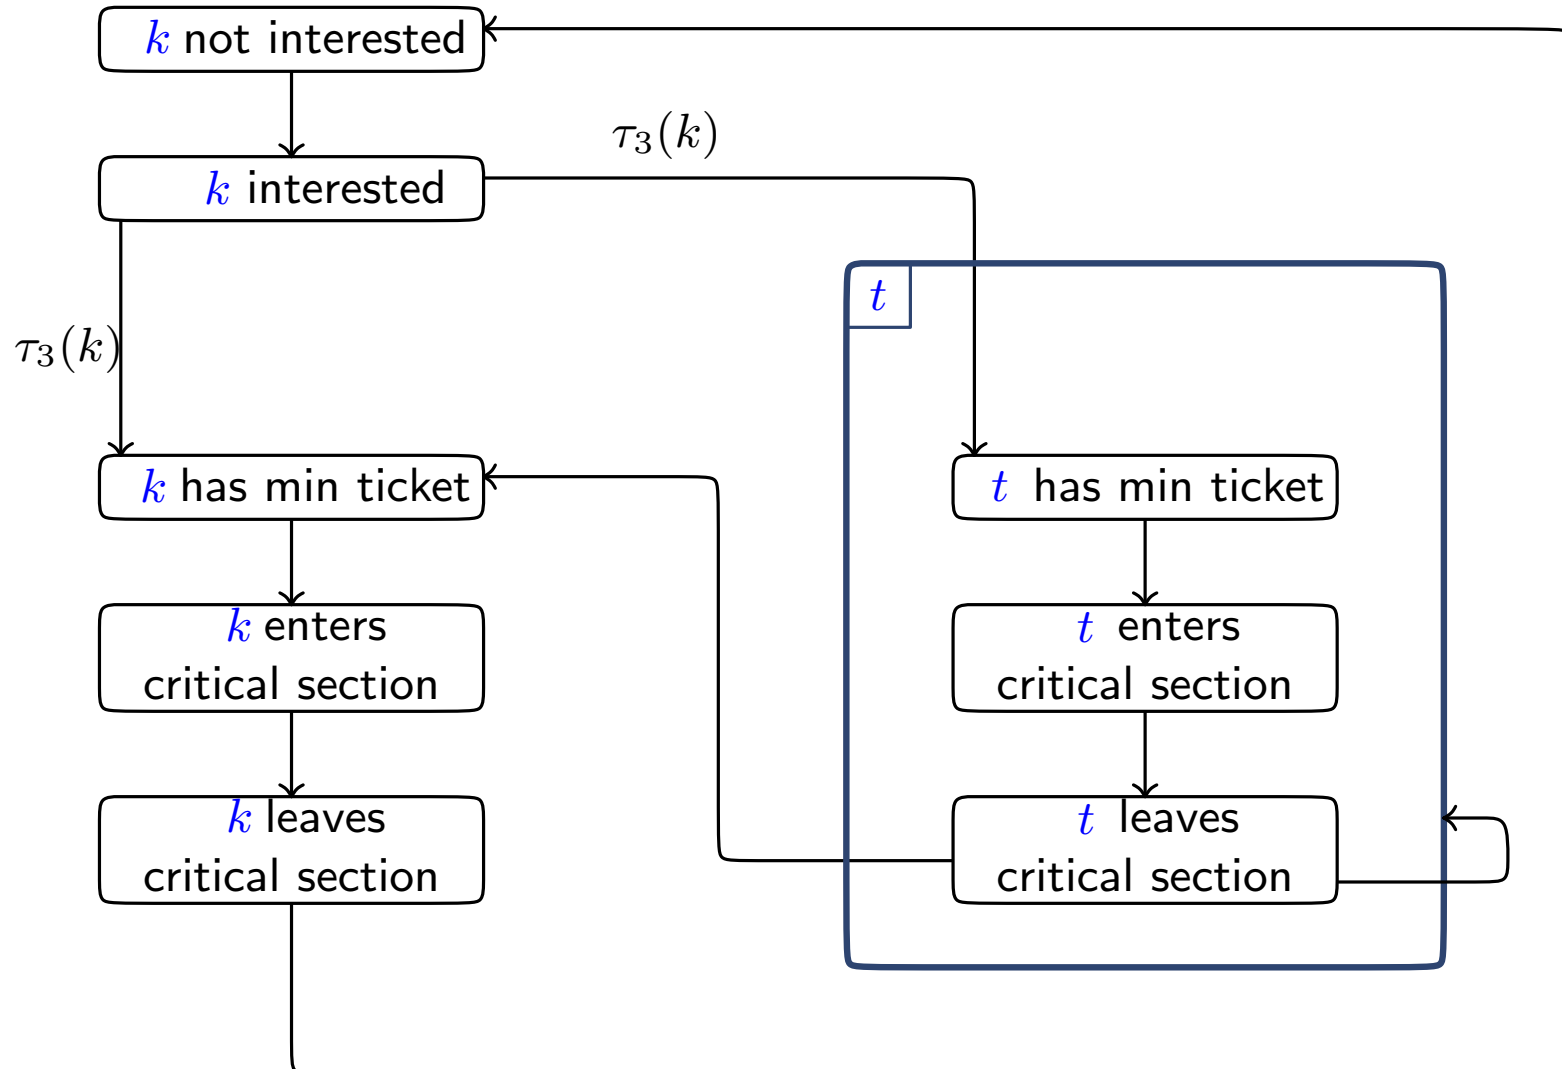 k not interested
τ₃(k)
k interested
t
τ₃(k)
k has min ticket
t has min ticket
k enters
critical section
t enters
critical section
k leaves
critical section
t leaves
critical section